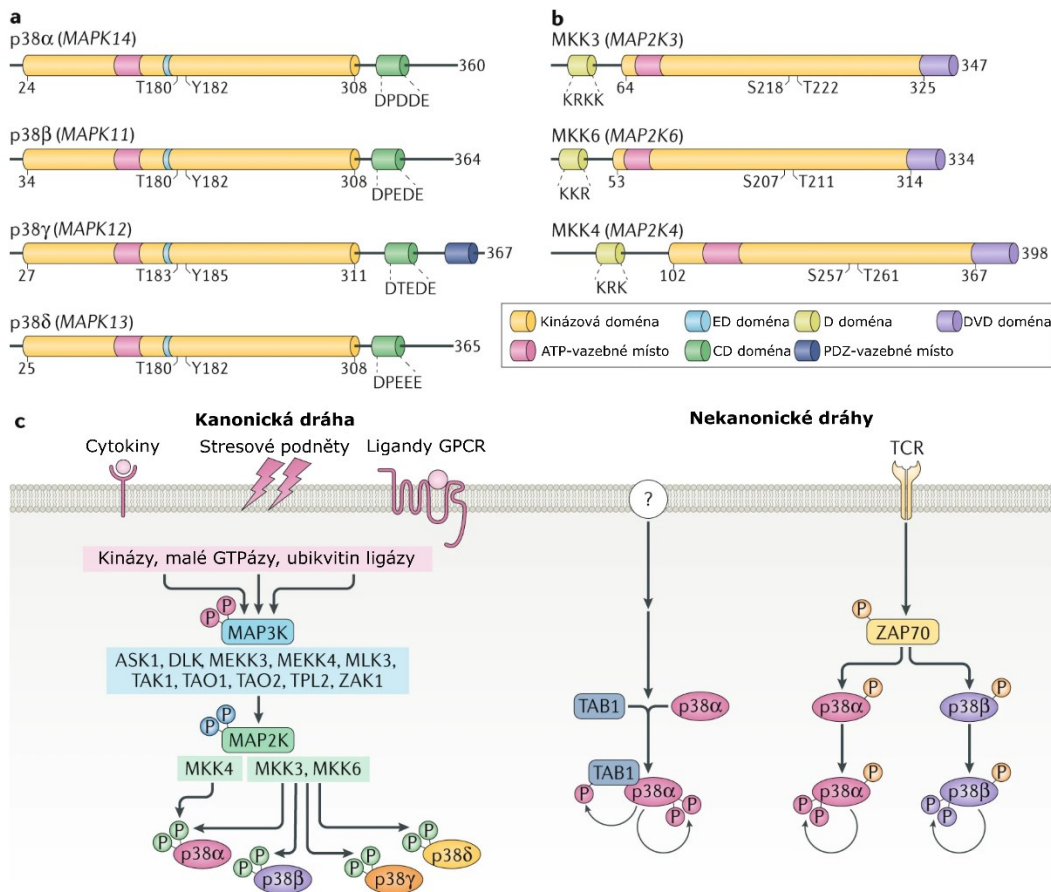 a
p38α (MAPK14)
24
T180
Y182
308
360
DPDDE
p38β (MAPK11)
34
T180
Y182
308
364
DPEDE
p38γ (MAPK12)
27
T183
Y185
311
367
DTEDE
p38δ (MAPK13)
25
T180
Y182
308
365
DPEEE
b
MKK3 (MAP2K3)
KRKK
64
S218
T222
325
347
MKK6 (MAP2K6)
KKR
53
S207
T211
314
334
MKK4 (MAP2K4)
KRK
102
S257
T261
367
398
Kinázová doména
ED doména
D doména
DVD doména
ATP-vazebné místo
CD doména
PDZ-vazebné místo
c
Kanonická dráha
Cytokiny
Stresové podněty
Ligandy GPCR
Kinázy, malé GTPázy, ubikvitin ligázy
P P
MAP3K
ASK1, DLK, MEKK3, MEKK4, MLK3,
TAK1, TAO1, TAO2, TPL2, ZAK1
P P
MAP2K
MKK4
MKK3, MKK6
P P
p38α
P P
p38β
P P
p38γ
P P
p38δ
Nekanonické dráhy
?
TAB1
p38α
TAB1
p38α
P
P P
TCR
P
ZAP70
p38α
P
p38β
P
p38α
P
P P
p38β
P
P P